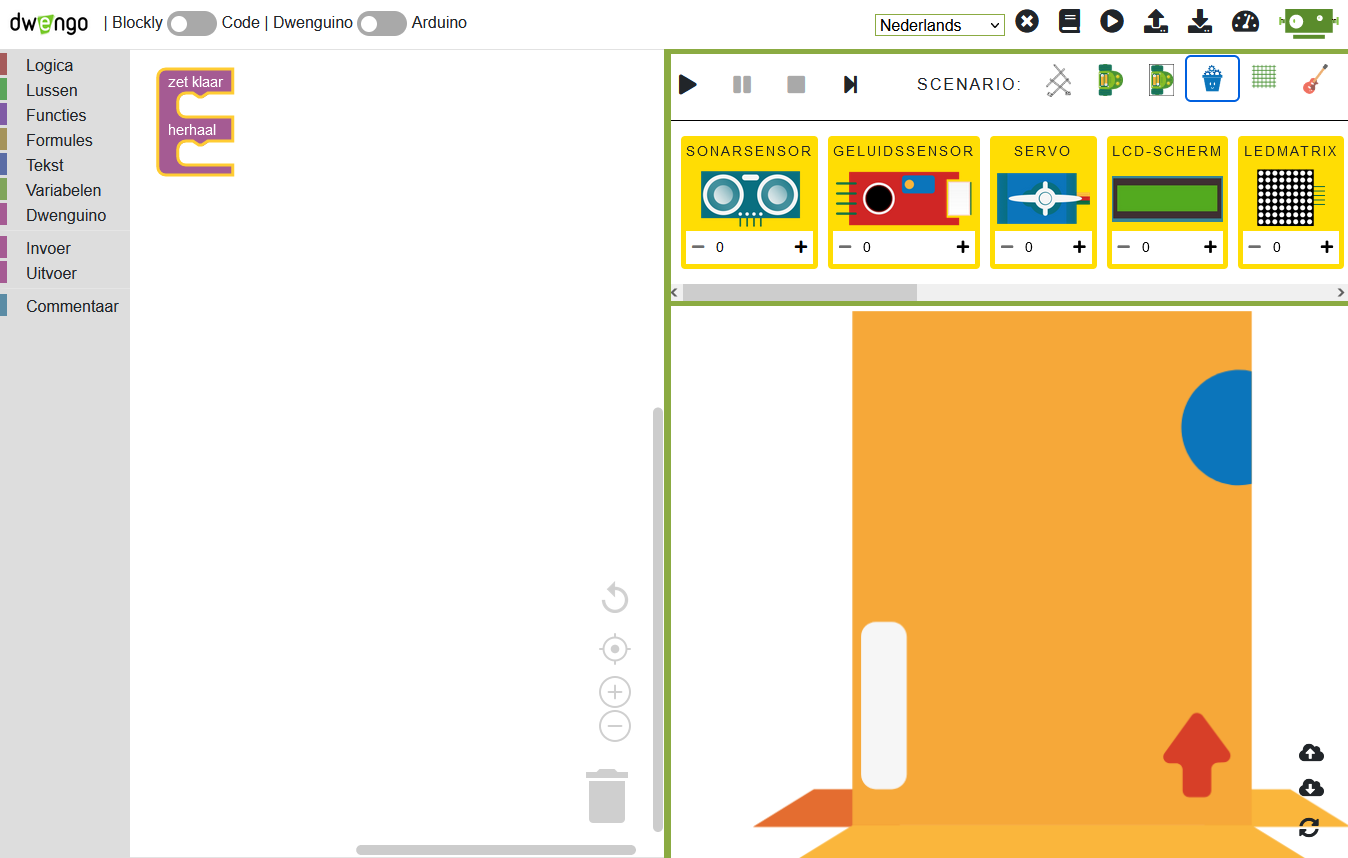 dwengo | Blockly Code | Dwenguino Arduino Nederlands
Logica
Lussen
Functies
Formules
Tekst
Variabelen
Dwenguino
Invoer
Uitvoer
Commentaar
zet klaar
herhaal
SCENARIO:
SONARSENSOR GELUIDSSENSOR SERVO LCD-SCHERM LEDMATRIX
0 0 0 0 0